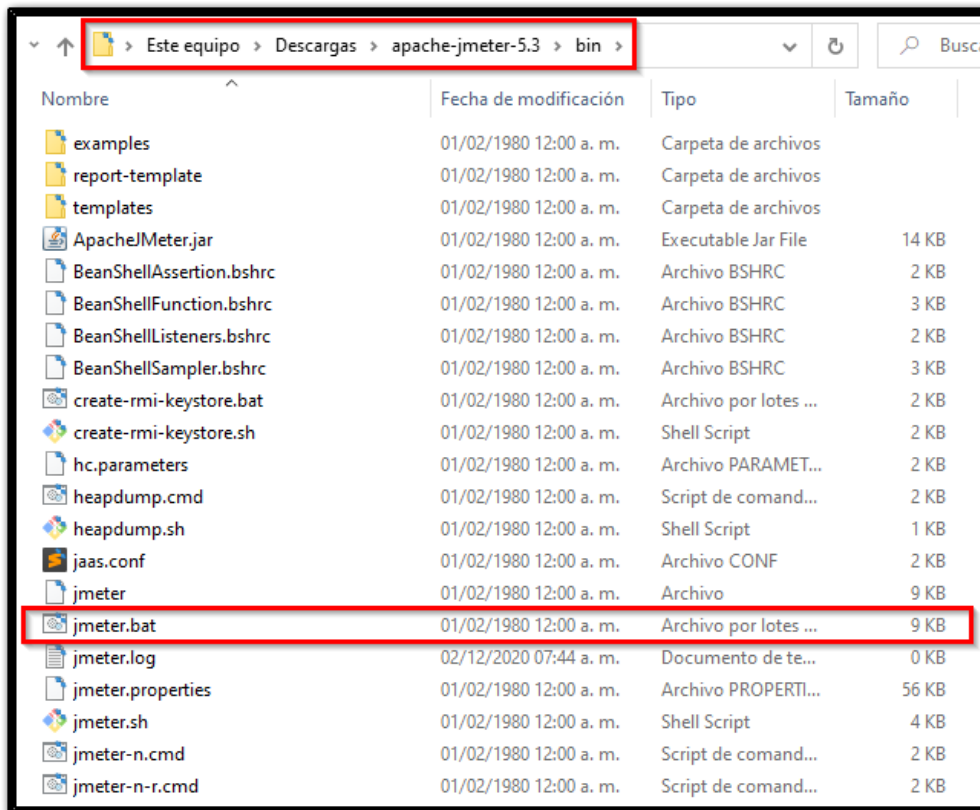 Este equipo > Descargas > apache-jmeter-5.3 > bin > Busca
Nombre Fecha de modificación Tipo Tamaño
examples 01/02/1980 12:00 a. m. Carpeta de archivos
report-template 01/02/1980 12:00 a. m. Carpeta de archivos
templates 01/02/1980 12:00 a. m. Carpeta de archivos
ApacheJMeter.jar 01/02/1980 12:00 a. m. Executable Jar File 14 KB
BeanShellAssertion.bshrc 01/02/1980 12:00 a. m. Archivo BSHRC 2 KB
BeanShellFunction.bshrc 01/02/1980 12:00 a. m. Archivo BSHRC 3 KB
BeanShellListeners.bshrc 01/02/1980 12:00 a. m. Archivo BSHRC 2 KB
BeanShellSampler.bshrc 01/02/1980 12:00 a. m. Archivo BSHRC 3 KB
create-rmi-keystore.bat 01/02/1980 12:00 a. m. Archivo por lotes ... 2 KB
create-rmi-keystore.sh 01/02/1980 12:00 a. m. Shell Script 2 KB
hc.parameters 01/02/1980 12:00 a. m. Archivo PARAMET... 2 KB
heapdump.cmd 01/02/1980 12:00 a. m. Script de comand... 2 KB
heapdump.sh 01/02/1980 12:00 a. m. Shell Script 1 KB
jaas.conf 01/02/1980 12:00 a. m. Archivo CONF 2 KB
jmeter 01/02/1980 12:00 a. m. Archivo 9 KB
jmeter.bat 01/02/1980 12:00 a. m. Archivo por lotes ... 9 KB
jmeter.log 02/12/2020 07:44 a. m. Documento de te... 0 KB
jmeter.properties 01/02/1980 12:00 a. m. Archivo PROPERTI... 56 KB
jmeter.sh 01/02/1980 12:00 a. m. Shell Script 4 KB
jmeter-n.cmd 01/02/1980 12:00 a. m. Script de comand... 2 KB
jmeter-n-r.cmd 01/02/1980 12:00 a. m. Script de comand... 2 KB